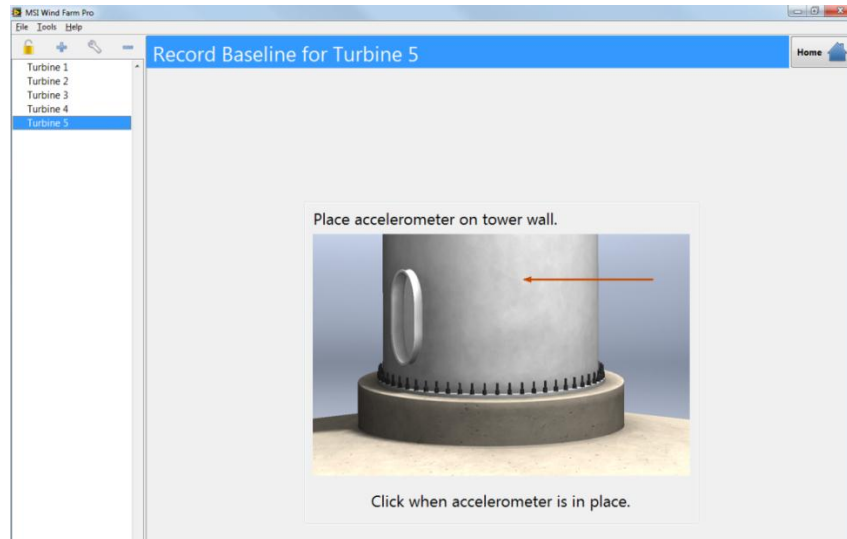 MSI Wind Farm Pro
File Tools Help
Record Baseline for Turbine 5
Home
Turbine 1
Turbine 2
Turbine 3
Turbine 4
Turbine 5
Place accelerometer on tower wall.
Click when accelerometer is in place.